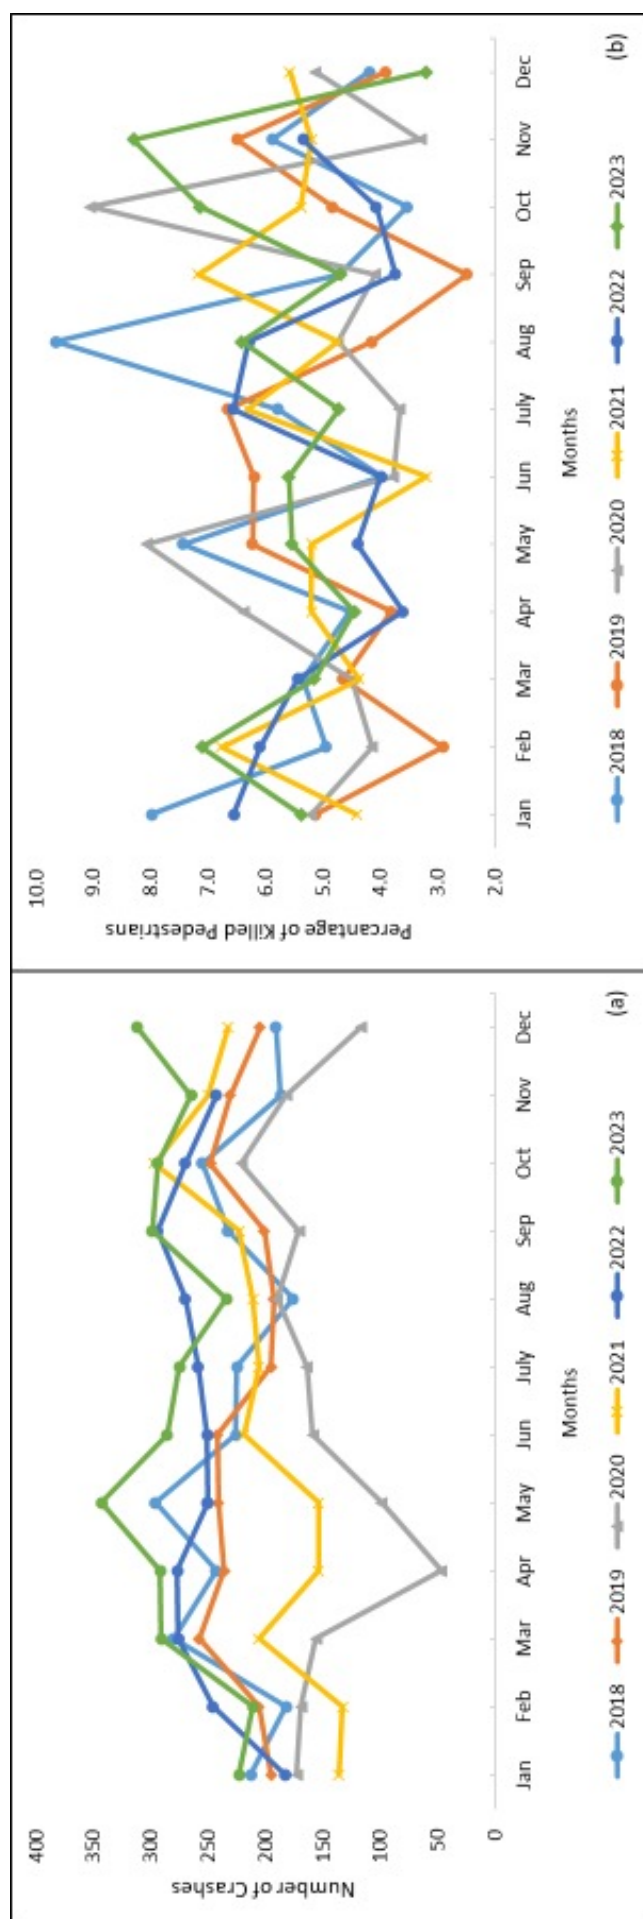 Number of Crashes
400
350
300
250
200
150
100
50
0
Jan Feb Mar Apr May Jun July Aug Sep Oct Nov Dec
Months
2018 2019 2020 2021 2022 2023
(a)
Percantage of Killed Pedestrians
10.0
9.0
8.0
7.0
6.0
5.0
4.0
3.0
2.0
Jan Feb Mar Apr May Jun July Aug Sep Oct Nov Dec
Months
2018 2019 2020 2021 2022 2023
(b)